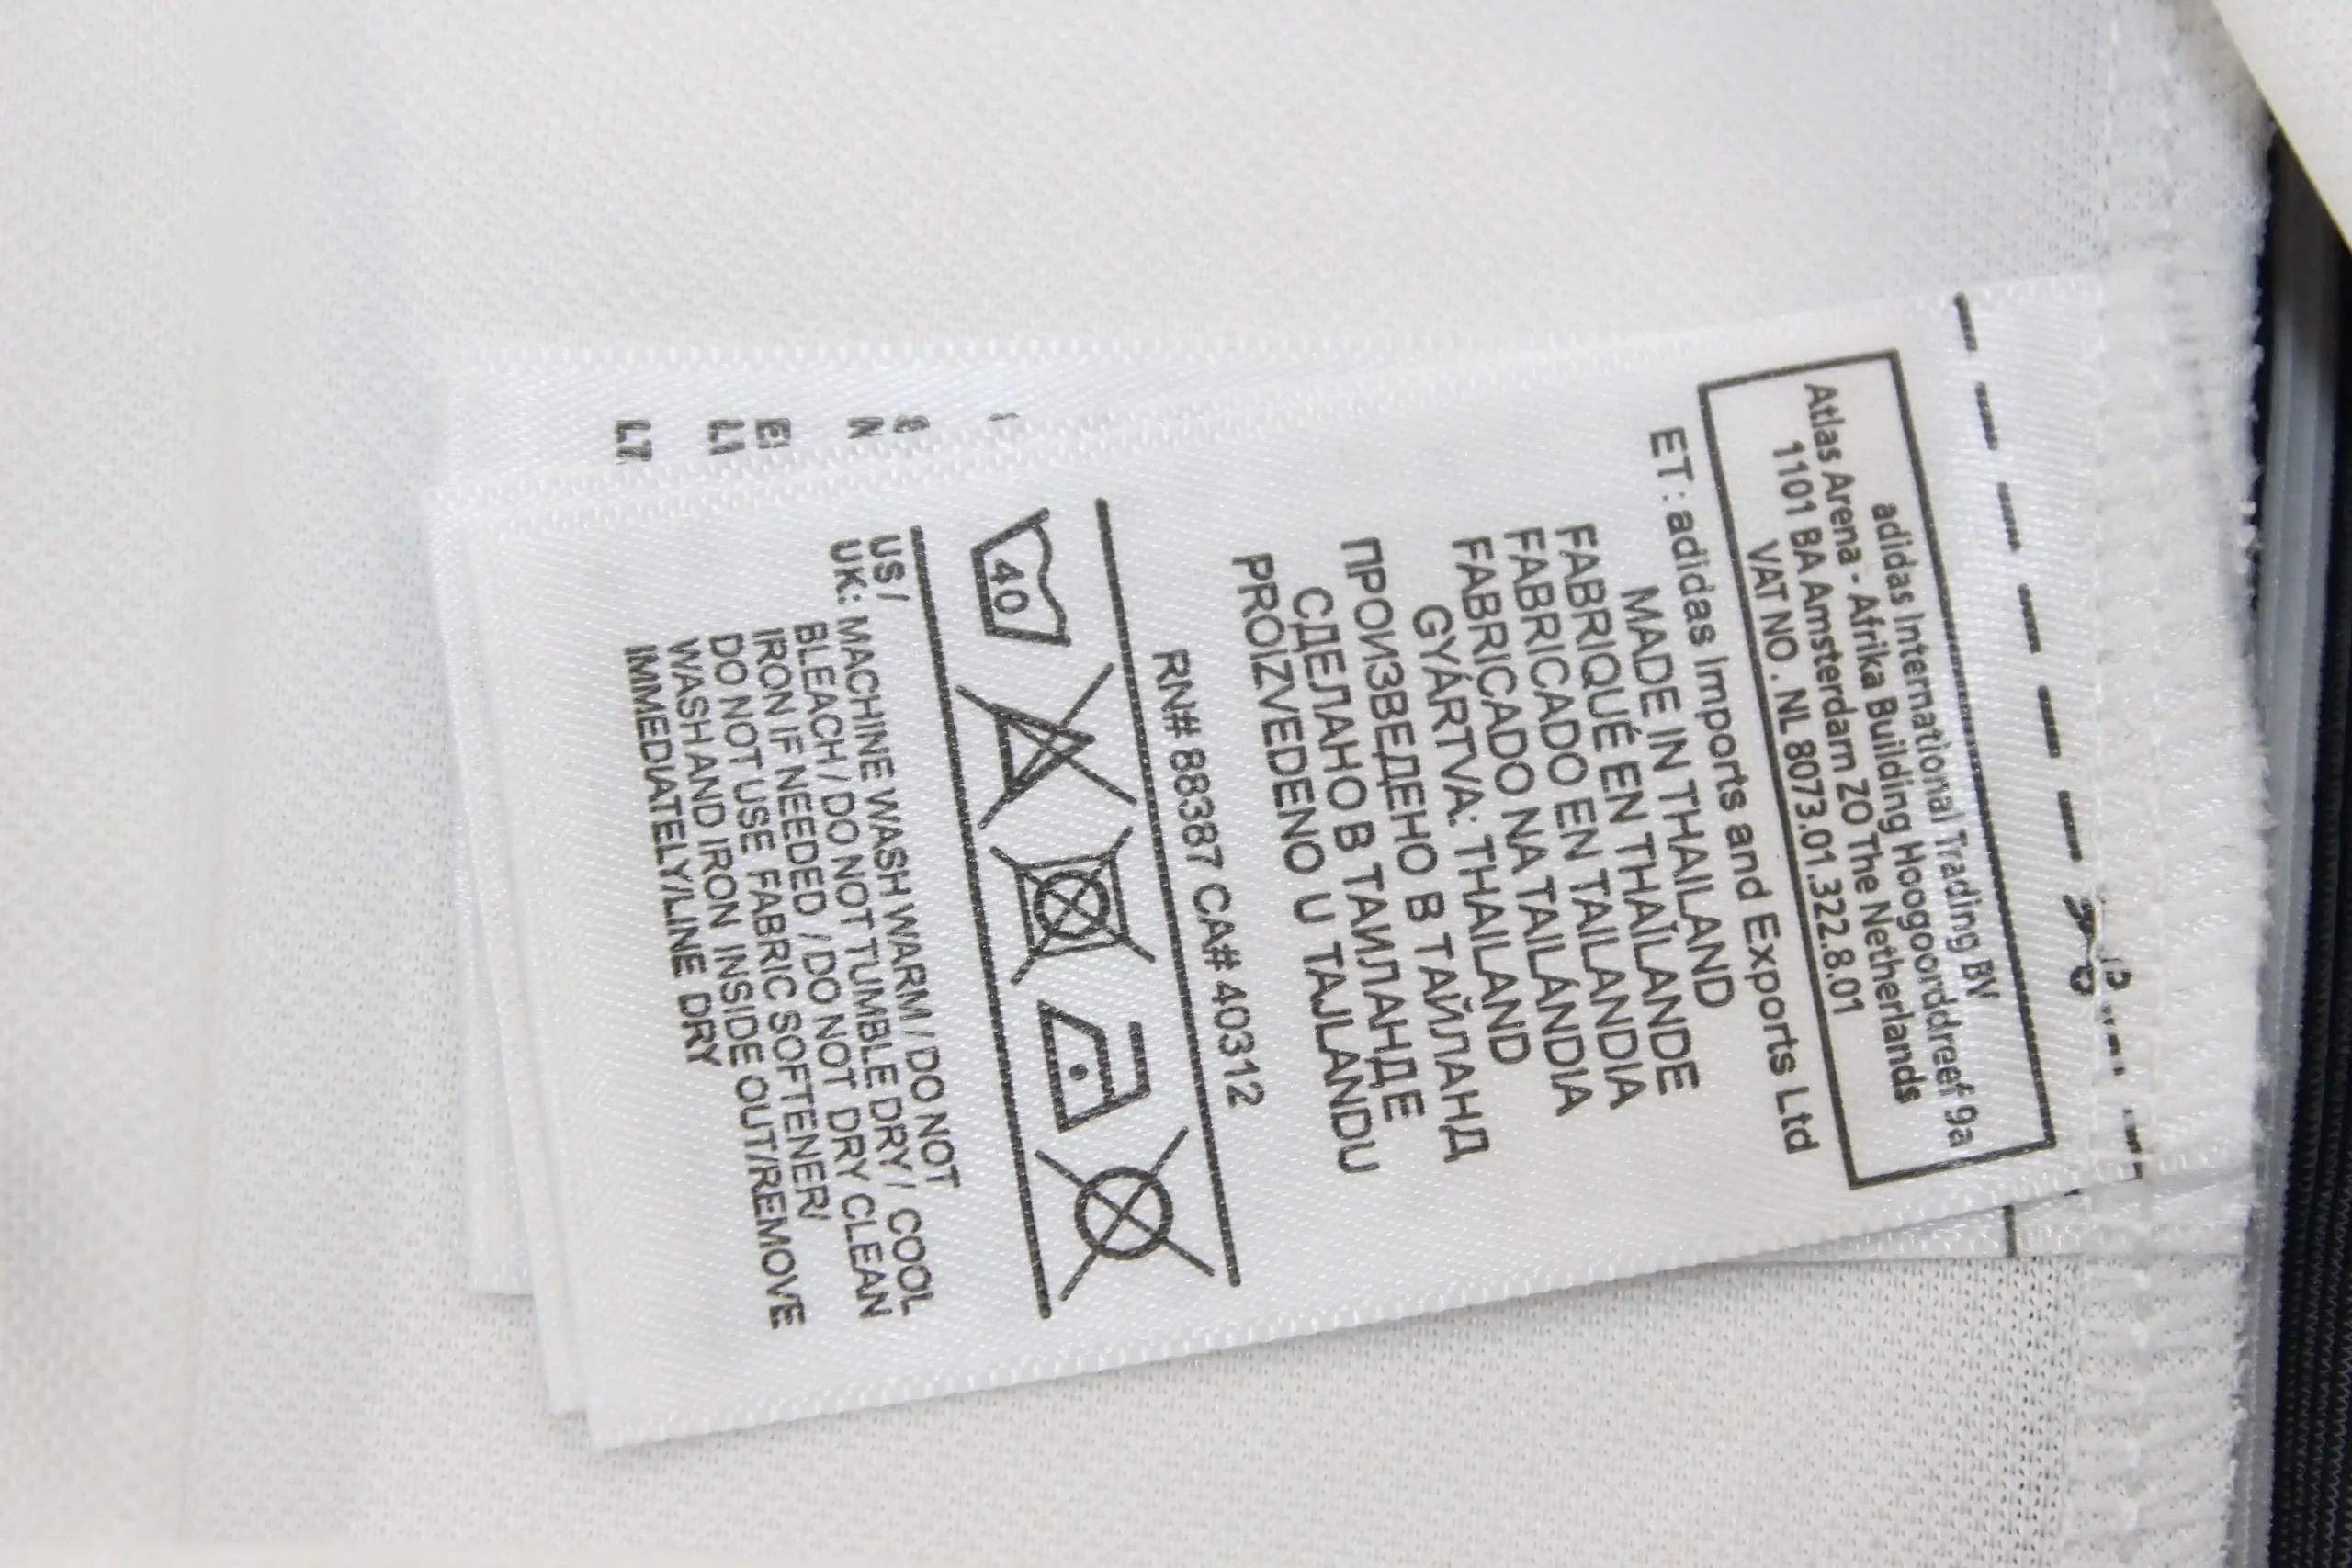 adidas International Trading BV
Atlas Arena - Afrika Building Hoogoorddreef 9a
1101 BA Amsterdam ZO The Netherlands
VAT NO . NL 8073.01.322.8.01
ET : adidas Imports and Exports Ltd
MADE IN THAILAND
FABRIQUÉ EN THAÏLANDE
FABRICADO EN TAILANDIA
FABRICADO NA TAILÂNDIA
GYÁRTVA: THAILAND
ПРОИЗВЕДЕНО В ТАЙЛАНД
СДЕЛАНО В ТАИЛАНДЕ
PROIZVEDENO U TAJLANDU
RN# 88387 CA# 40312
40
US /
UK: MACHINE WASH WARM / DO NOT
BLEACH / DO NOT TUMBLE DRY / COOL
IRON IF NEEDED / DO NOT DRY CLEAN
DO NOT USE FABRIC SOFTENER/
WASH AND IRON INSIDE OUT/REMOVE
IMMEDIATELY/LINE DRY